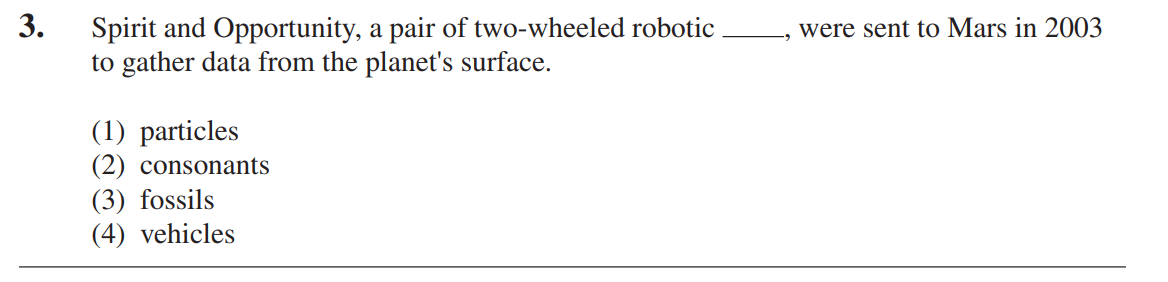 3. Spirit and Opportunity, a pair of two-wheeled robotic ____, were sent to Mars in 2003
to gather data from the planet's surface.
(1) particles
(2) consonants
(3) fossils
(4) vehicles